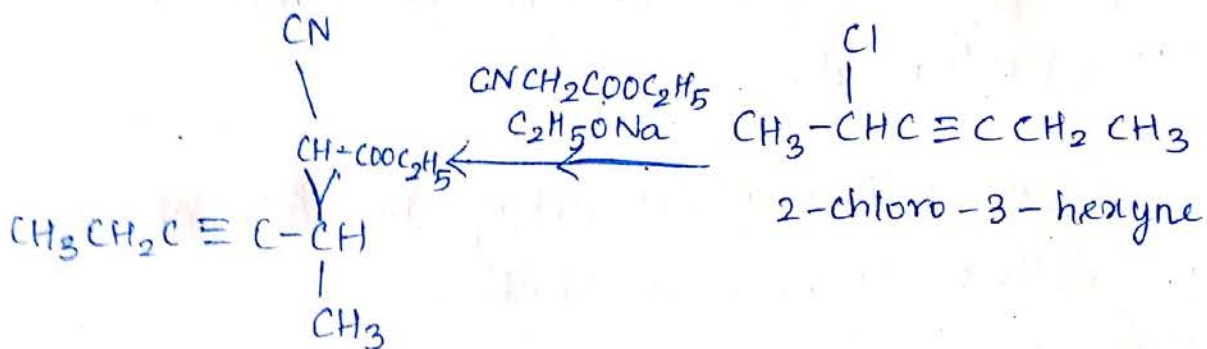 CN
CH-COOC₂H₅
CH₃CH₂C≡C-CH
CH₃
CNCH₂COOC₂H₅
C₂H₅ONa
Cl
CH₃-CHC≡CCH₂CH₃
2-chloro-3-hexyne